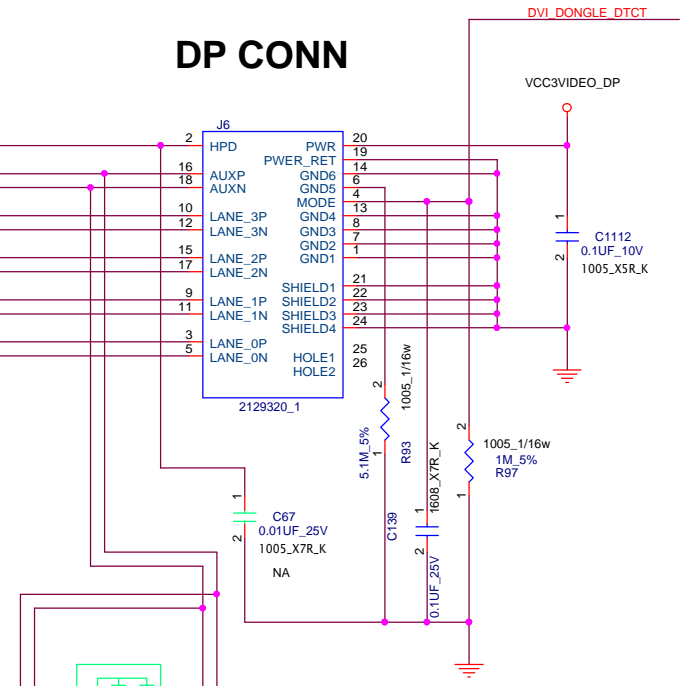 DVI_DONGLE_DTCT
DP CONN
VCC3VIDEO_DP
J6
2 HPD PWR 20
PWER_RET 19
16 AUXP GND6 14
18 AUXN GND5 6
MODE 4
10 LANE_3P GND4 13
12 LANE_3N GND3 8
GND2 7
15 LANE_2P GND1 1
17 LANE_2N
SHIELD1 21
9 LANE_1P SHIELD2 22
11 LANE_1N SHIELD3 23
SHIELD4 24
3 LANE_0P
5 LANE_0N HOLE1 25
HOLE2 26
2129320_1
1
2
C1112
0.1UF_10V
1005_X5R_K
2
1
5.1M_5%
R93
1005_1/16w
1
2
C139
0.1UF_25V
1608_X7R_K
2
1
1005_1/16w
1M_5%
R97
1
2
C67
0.01UF_25V
1005_X7R_K
NA